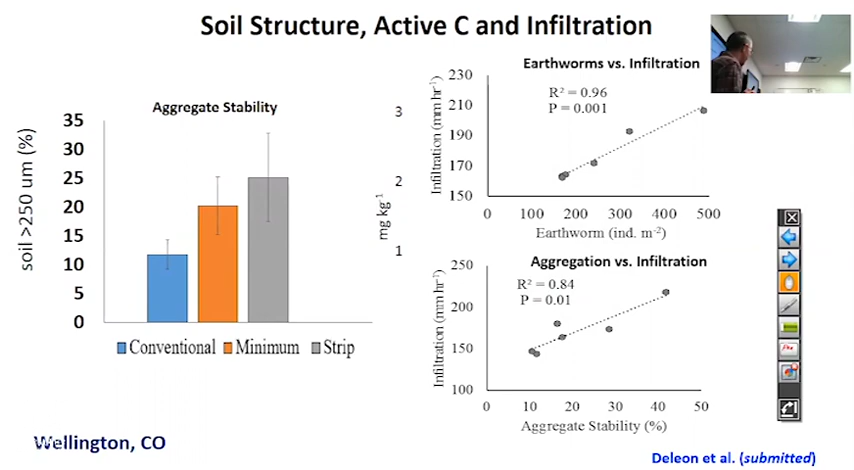 Soil Structure, Active C and Infiltration
Aggregate Stability
soil >250 um (%)
35
30
25
20
15
10
5
0
Conventional Minimum Strip
3
2
1
mg kg-1
Earthworms vs. Infiltration
R² = 0.96
P = 0.001
Infiltration (mm hr-1)
230
210
190
170
150
0 100 200 300 400 500
Earthworm (ind. m-2)
Aggregation vs. Infiltration
R² = 0.84
P = 0.01
Infiltration (mm hr-1)
250
200
150
100
0 10 20 30 40 50
Aggregate Stability (%)
Wellington, CO
Deleon et al. (submitted)